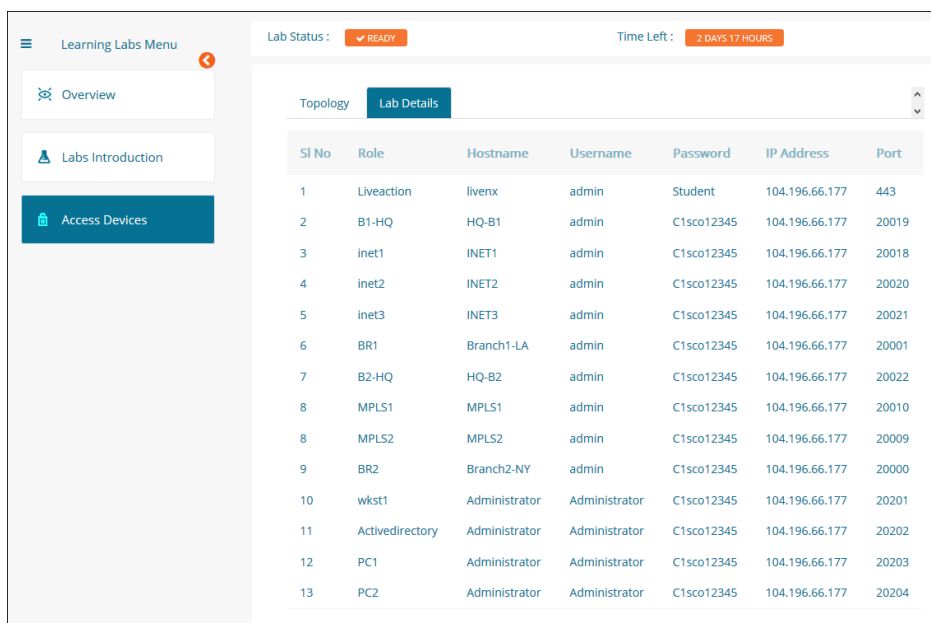 Learning Labs Menu
Overview
Labs Introduction
Access Devices
Lab Status : READY Time Left : 2 DAYS 17 HOURS
Topology Lab Details
Sl No Role Hostname Username Password IP Address Port
1 Liveaction livenx admin Student 104.196.66.177 443
2 B1-HQ HQ-B1 admin C1sco12345 104.196.66.177 20019
3 inet1 INET1 admin C1sco12345 104.196.66.177 20018
4 inet2 INET2 admin C1sco12345 104.196.66.177 20020
5 inet3 INET3 admin C1sco12345 104.196.66.177 20021
6 BR1 Branch1-LA admin C1sco12345 104.196.66.177 20001
7 B2-HQ HQ-B2 admin C1sco12345 104.196.66.177 20022
8 MPLS1 MPLS1 admin C1sco12345 104.196.66.177 20010
8 MPLS2 MPLS2 admin C1sco12345 104.196.66.177 20009
9 BR2 Branch2-NY admin C1sco12345 104.196.66.177 20000
10 wkst1 Administrator Administrator C1sco12345 104.196.66.177 20201
11 Activedirectory Administrator Administrator C1sco12345 104.196.66.177 20202
12 PC1 Administrator Administrator C1sco12345 104.196.66.177 20203
13 PC2 Administrator Administrator C1sco12345 104.196.66.177 20204